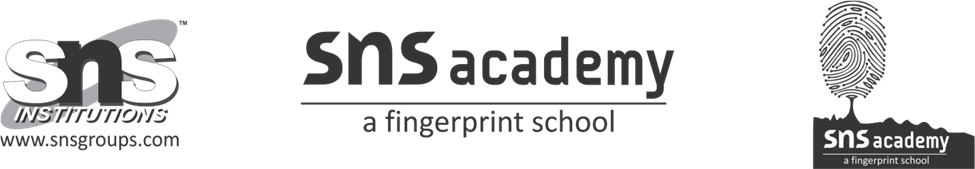 sns
™
INSTITUTIONS
www.snsgroups.com
sns academy
a fingerprint school
sns academy
a fingerprint school